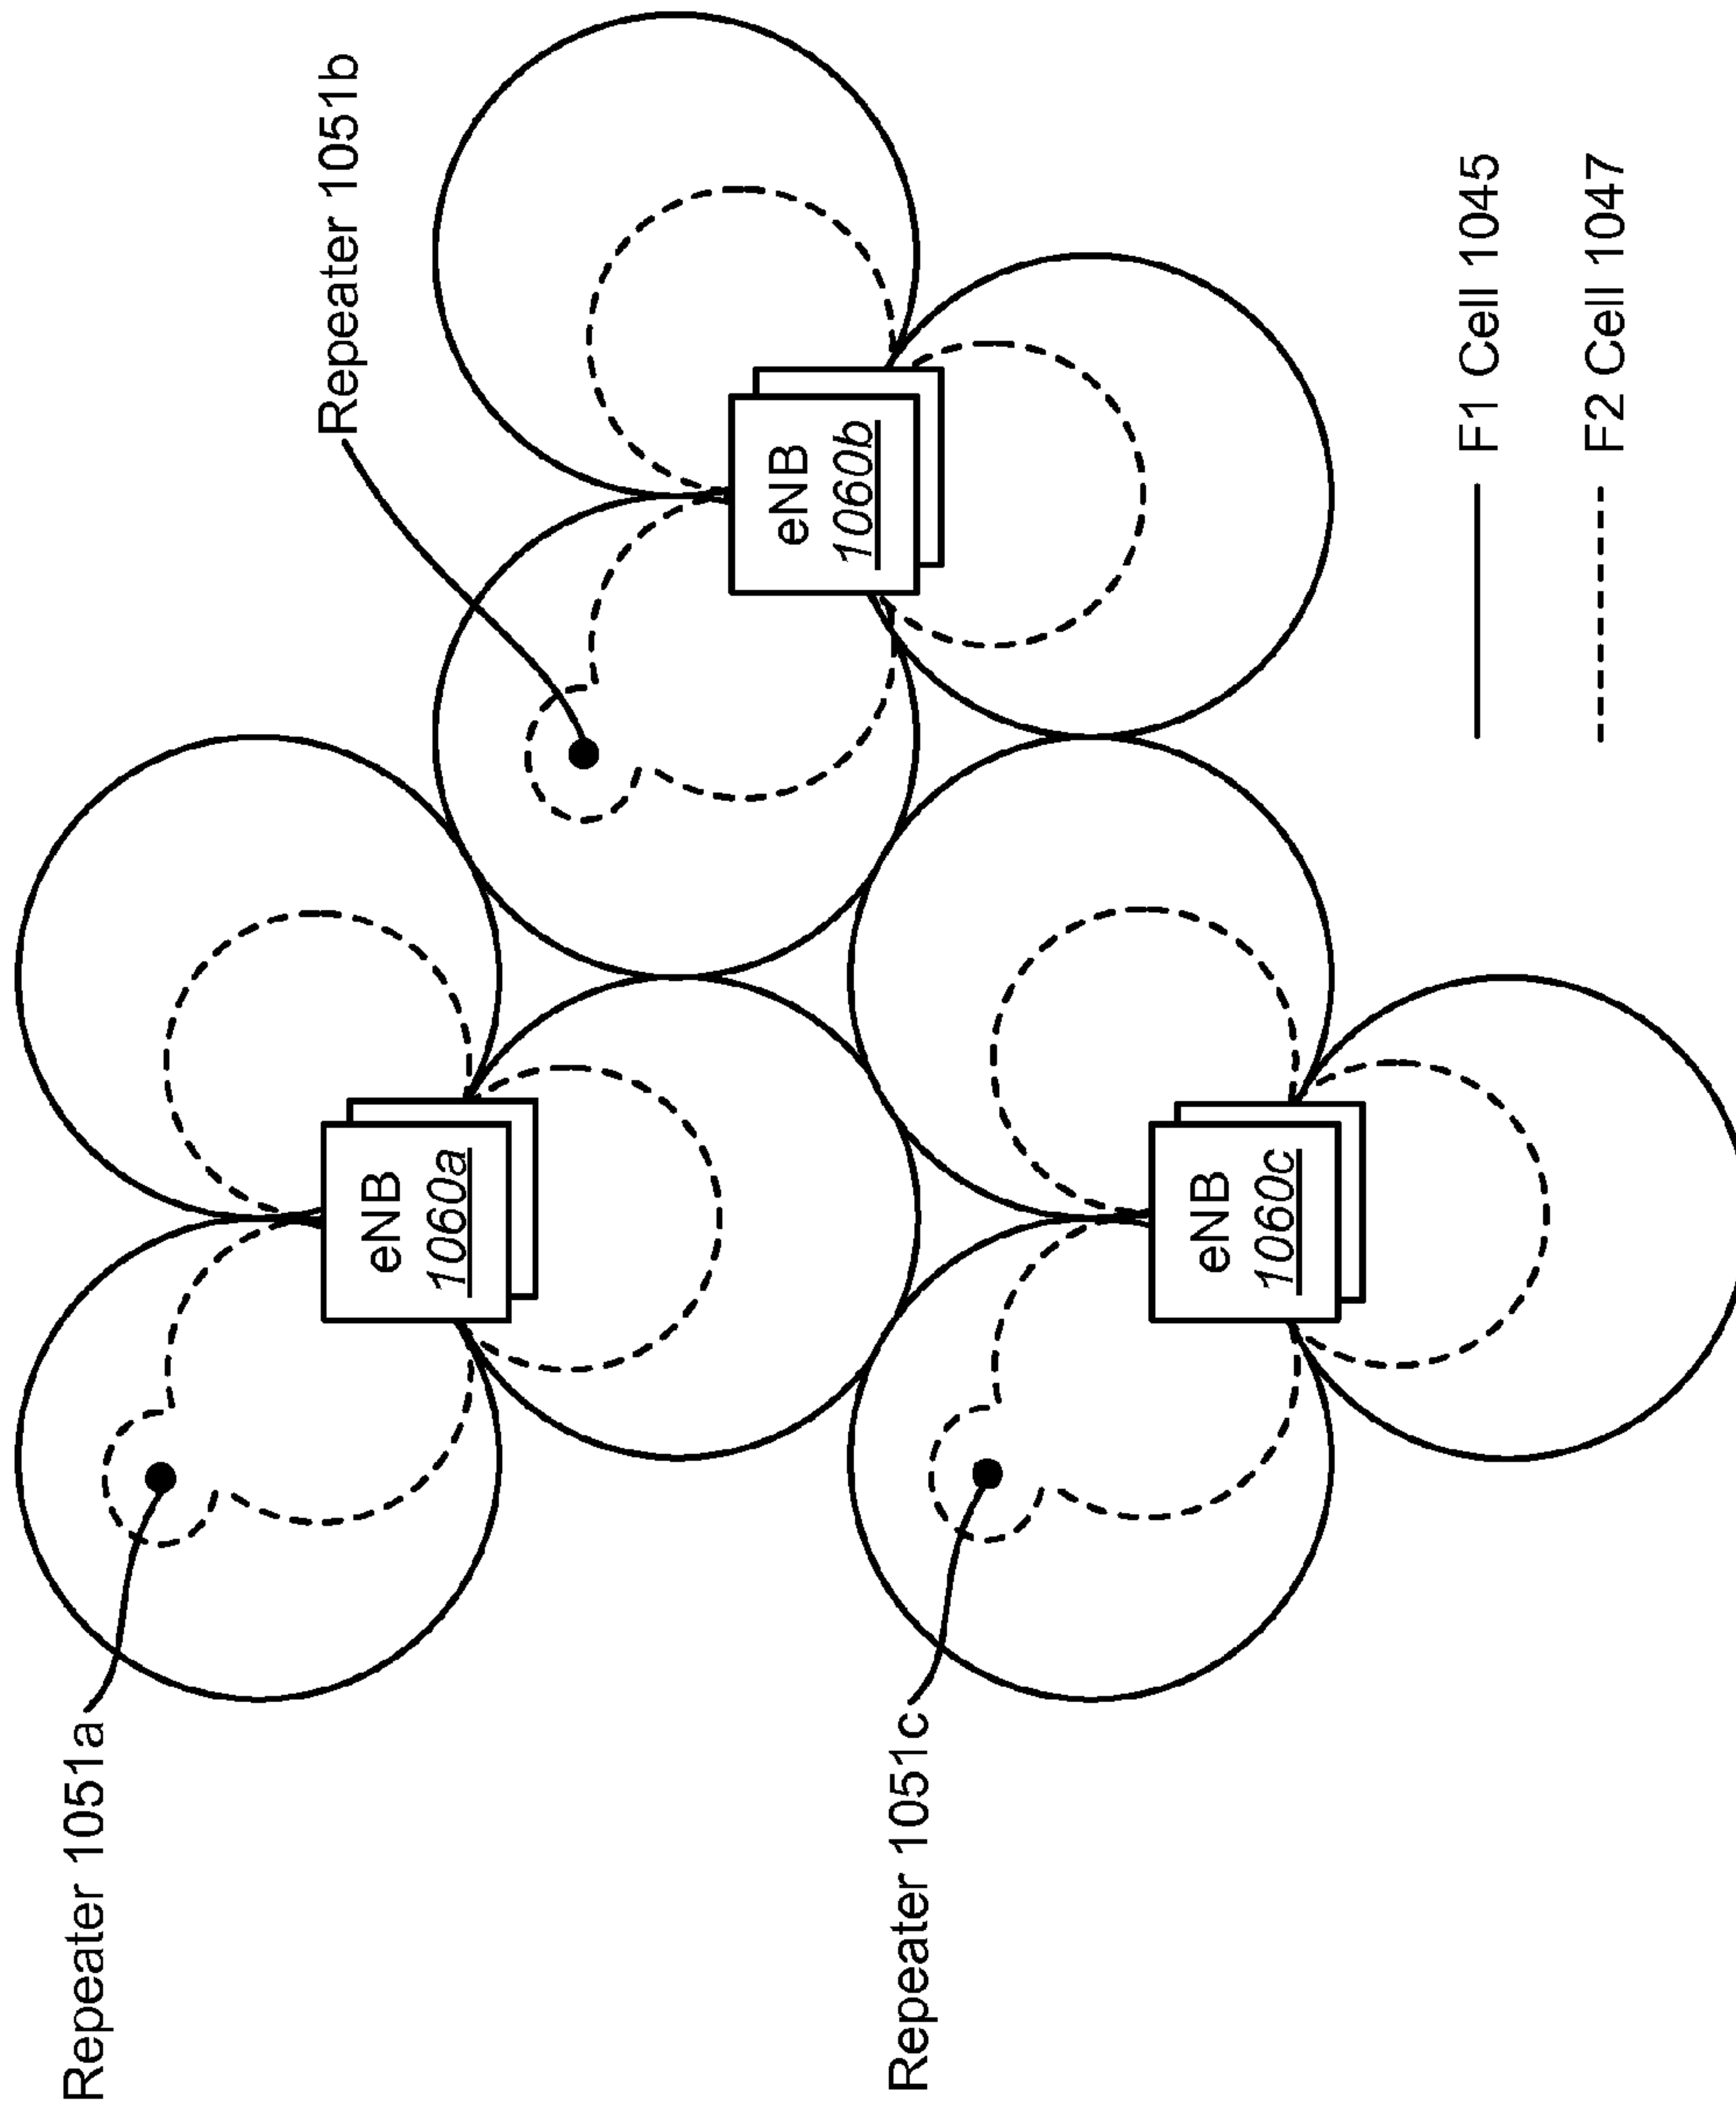 Repeater 1051a
eNB
1060a
Repeater 1051b
eNB
1060b
Repeater 1051c
eNB
1060c
F1 Cell 1045
F2 Cell 1047